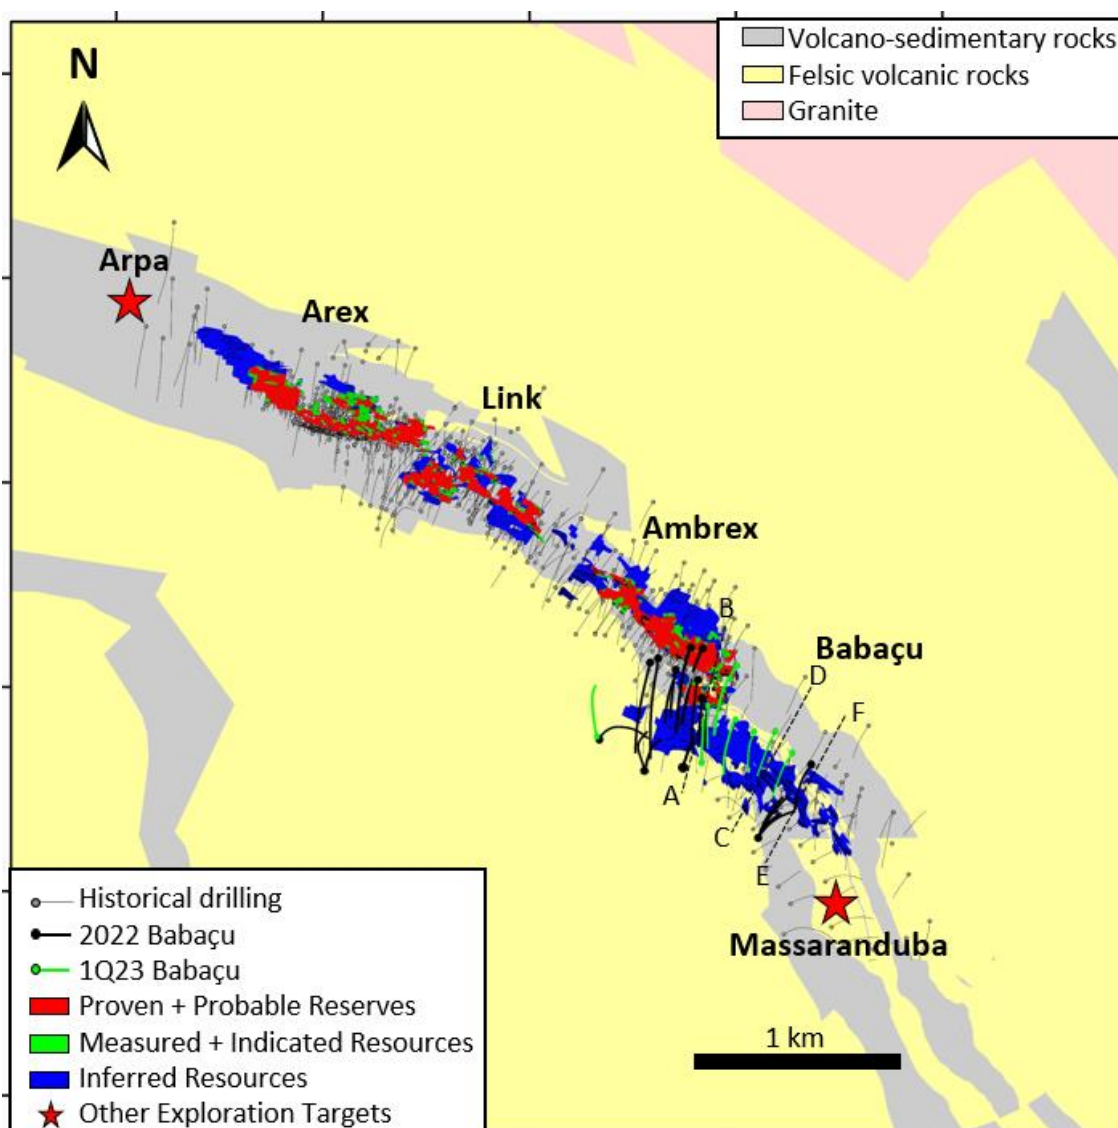 Volcano-sedimentary rocks
Felsic volcanic rocks
Granite
N
Arpa
Arex
Link
Ambrex
B
Babaçu
D
F
A
C
E
Massaranduba
1 km
Historical drilling
2022 Babaçu
1Q23 Babaçu
Proven + Probable Reserves
Measured + Indicated Resources
Inferred Resources
Other Exploration Targets